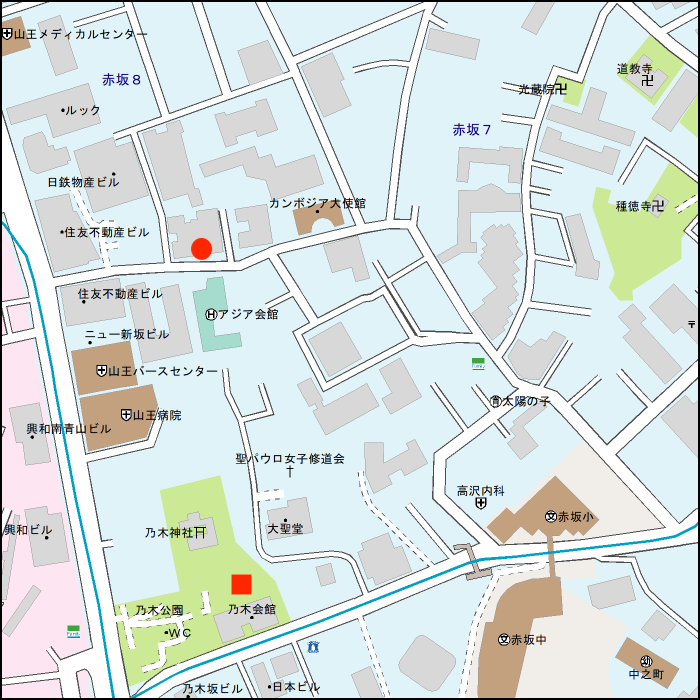 山王メディカルセンター
道教寺
赤坂８
光蔵院
ルック
赤坂７
日鉄物産ビル
カンボジア大使館
種徳寺
住友不動産ビル
住友不動産ビル
アジア会館
ニュー新坂ビル
山王バースセンター
太陽の子
山王病院
興和南青山ビル
聖パウロ女子修道会
高沢内科
赤坂小
興和ビル
乃木神社
大聖堂
乃木公園
乃木会館
WC
赤坂中
中之町
乃木坂ビル
日本ビル